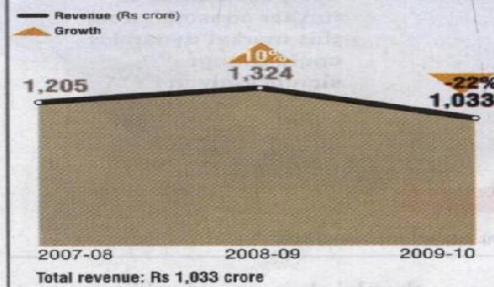 Revenue (Rs crore)
Growth
10%
1,205
1,324
-22%
1,033
2007-08
2008-09
2009-10
Total revenue: Rs 1,033 crore